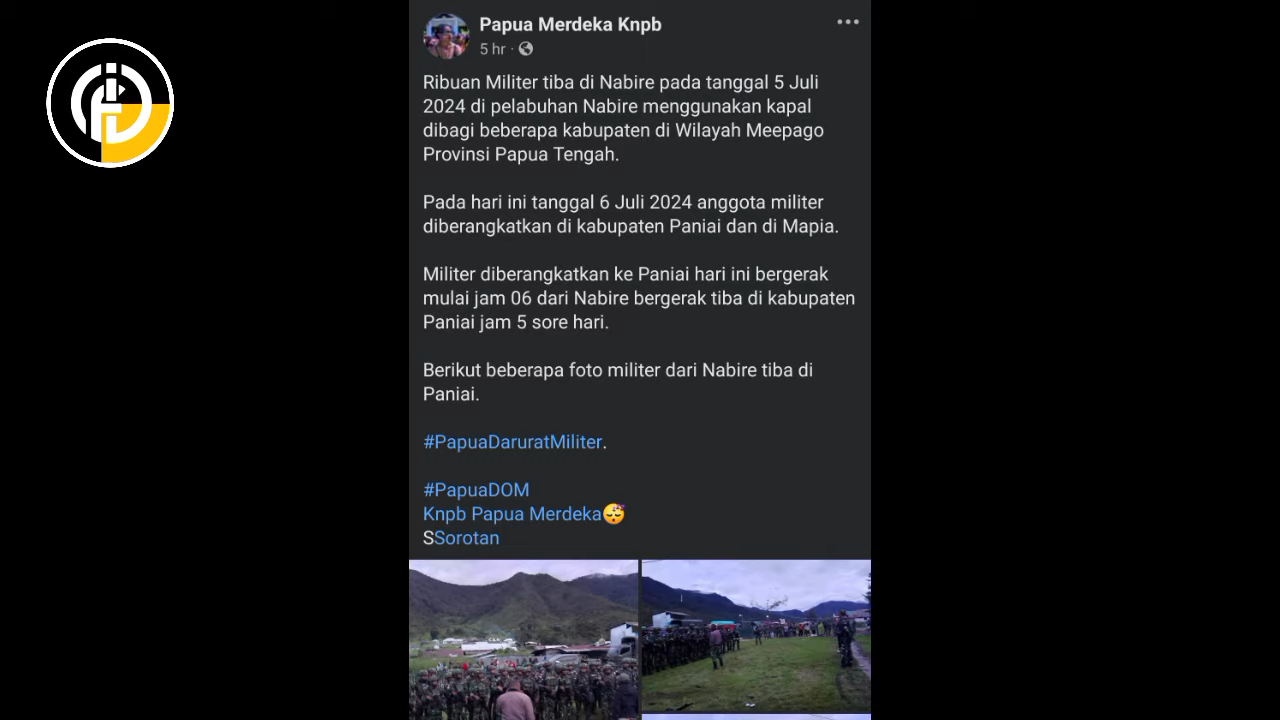 Papua Merdeka Knpb
5 hr ·
Ribuan Militer tiba di Nabire pada tanggal 5 Juli
2024 di pelabuhan Nabire menggunakan kapal
dibagi beberapa kabupaten di Wilayah Meepago
Provinsi Papua Tengah.
Pada hari ini tanggal 6 Juli 2024 anggota militer
diberangkatkan di kabupaten Paniai dan di Mapia.
Militer diberangkatkan ke Paniai hari ini bergerak
mulai jam 06 dari Nabire bergerak tiba di kabupaten
Paniai jam 5 sore hari.
Berikut beberapa foto militer dari Nabire tiba di
Paniai.
#PapuaDaruratMiliter.
#PapuaDOM
Knpb Papua Merdeka😴
SSorotan